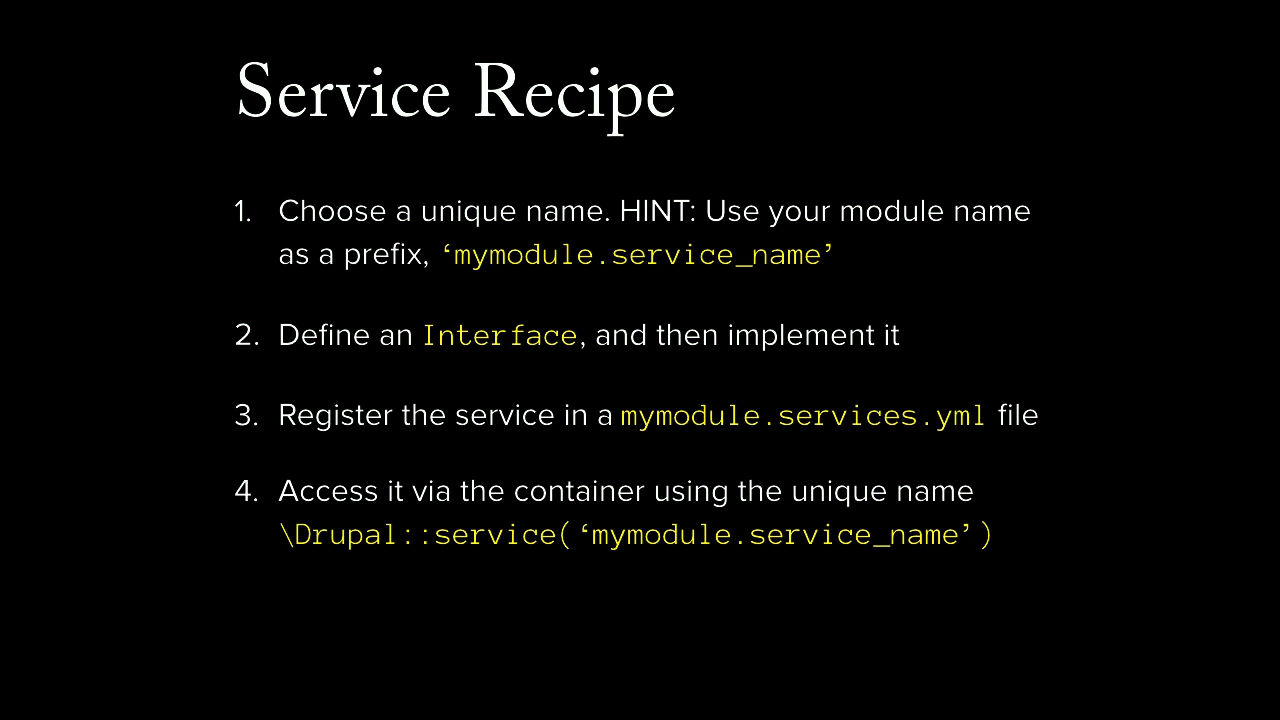 Service Recipe
1. Choose a unique name. HINT: Use your module name
as a prefix, ‘mymodule.service_name’
2. Define an Interface, and then implement it
3. Register the service in a mymodule.services.yml file
4. Access it via the container using the unique name
\Drupal::service(‘mymodule.service_name’)